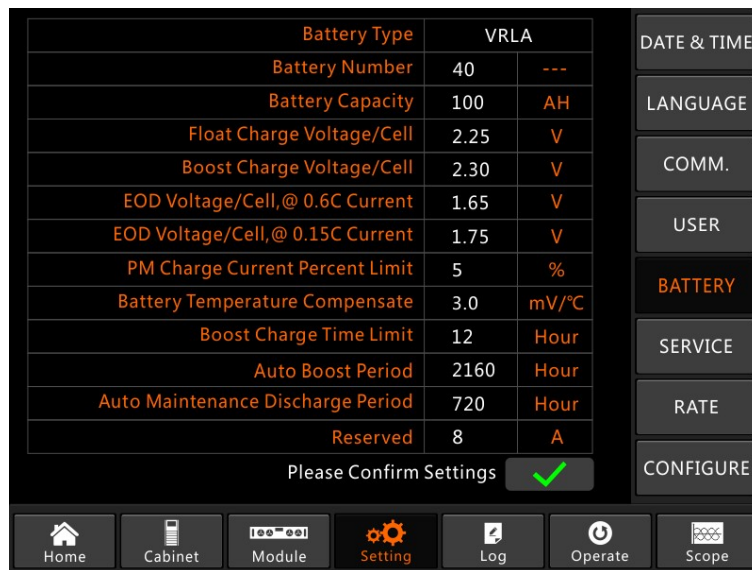 Battery Type VRLA
Battery Number 40 ---
Battery Capacity 100 AH
Float Charge Voltage/Cell 2.25 V
Boost Charge Voltage/Cell 2.30 V
EOD Voltage/Cell,@ 0.6C Current 1.65 V
EOD Voltage/Cell,@ 0.15C Current 1.75 V
PM Charge Current Percent Limit 5 %
Battery Temperature Compensate 3.0 mV/℃
Boost Charge Time Limit 12 Hour
Auto Boost Period 2160 Hour
Auto Maintenance Discharge Period 720 Hour
Reserved 8 A
Please Confirm Settings
DATE & TIME
LANGUAGE
COMM.
USER
BATTERY
SERVICE
RATE
CONFIGURE
Home Cabinet Module Setting Log Operate Scope